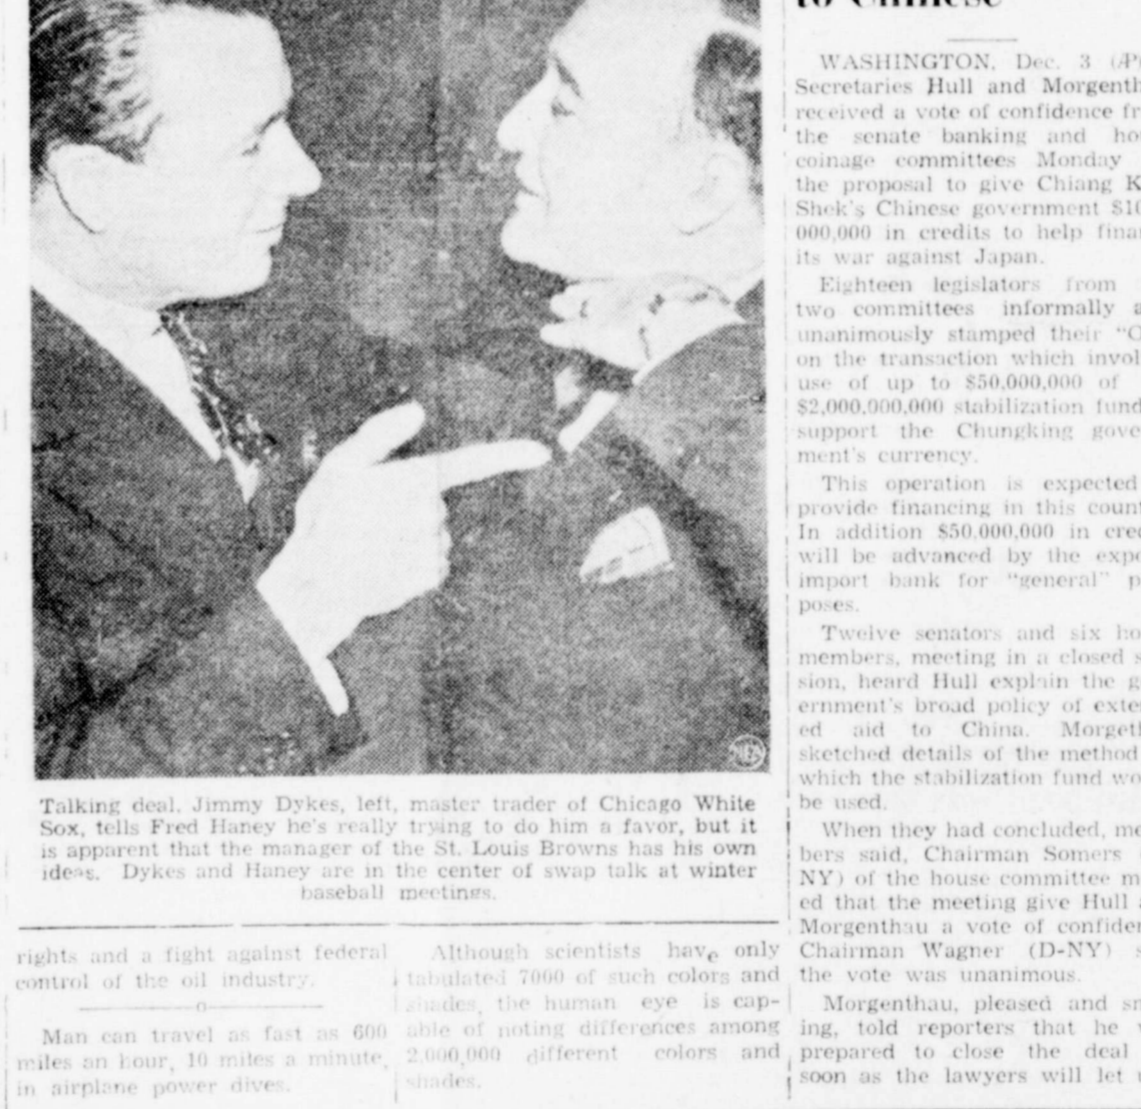 Talking deal. Jimmy Dykes, left, master trader of Chicago White
Sox, tells Fred Haney he's really trying to do him a favor, but it
is apparent that the manager of the St. Louis Browns has his own
ideas. Dykes and Haney are in the center of swap talk at winter
baseball meetings.
rights and a fight against federal
control of the oil industry.
Man can travel as fast as 600
miles an hour, 10 miles a minute,
in airplane power dives.
Although scientists have only
tabulated 7000 of such colors and
shades, the human eye is cap-
able of noting differences among
2,000,000 different colors and
shades.
to Chinese
WASHINGTON, Dec. 3 (AP)
Secretaries Hull and Morgenth
received a vote of confidence fr
the senate banking and ho
coinage committees Monday
the proposal to give Chiang K
Shek's Chinese government $10
000,000 in credits to help finan
its war against Japan.
Eighteen legislators from
two committees informally a
unanimously stamped their "O
on the transaction which invol
use of up to $50,000,000 of
$2,000,000,000 stabilization fund
support the Chungking gove
ment's currency.
This operation is expected
provide financing in this count
In addition $50,000,000 in cred
will be advanced by the expo
import bank for "general" p
poses.
Twelve senators and six ho
members, meeting in a closed s
sion, heard Hull explain the g
ernment's broad policy of exte
ed aid to China. Morgeth
sketched details of the method
which the stabilization fund wo
be used.
When they had concluded, me
bers said, Chairman Somers
NY) of the house committee m
ed that the meeting give Hull a
Morgenthau a vote of confiden
Chairman Wagner (D-NY) s
the vote was unanimous.
Morgenthau, pleased and sm
ing, told reporters that he
prepared to close the deal
soon as the lawyers will let
NEA